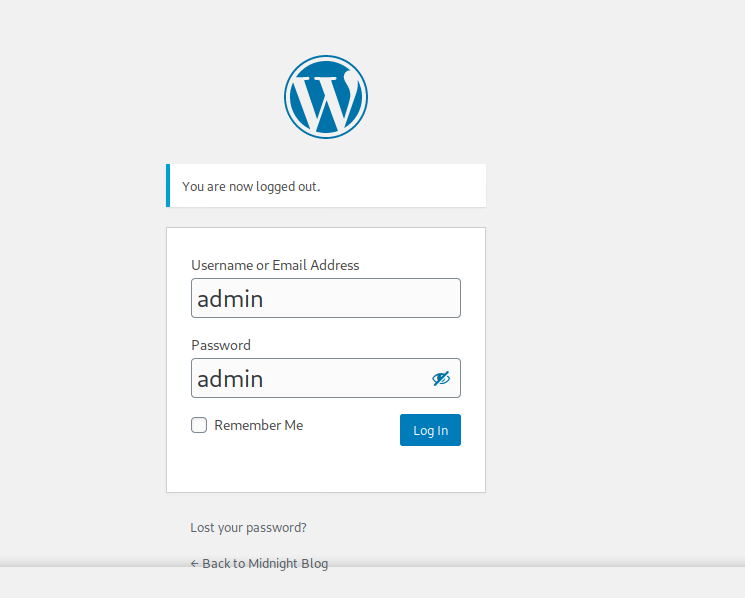 You are now logged out.
Username or Email Address
admin
Password
admin
Remember Me
Log In
Lost your password?
← Back to Midnight Blog